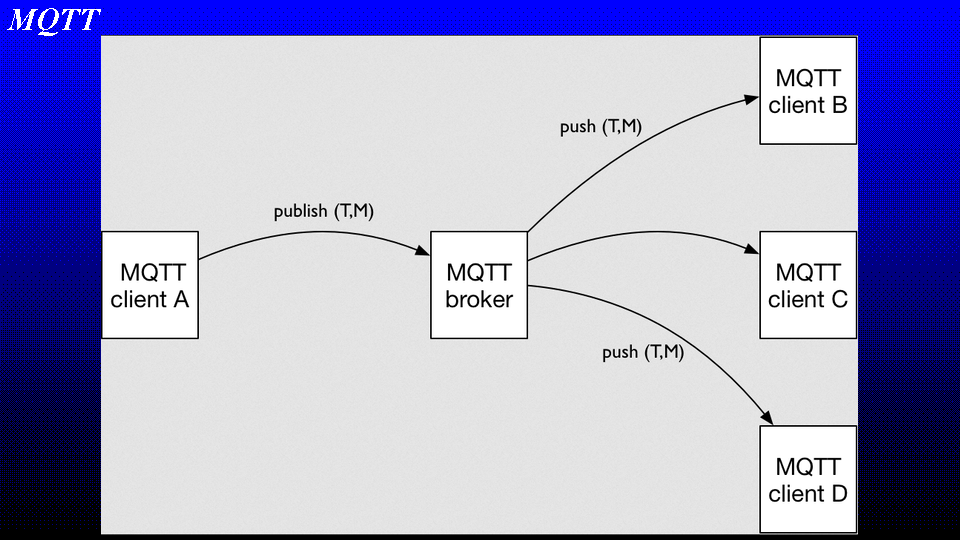 MQTT
MQTT
client B
push (T,M)
publish (T,M)
MQTT
client A
MQTT
broker
MQTT
client C
push (T,M)
MQTT
client D